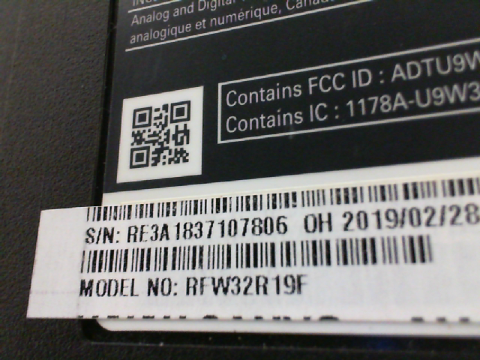 Analog and Digital
analogique et numérique, Canada
Contains FCC ID : ADTU9W
Contains IC : 1178A-U9W3
S/N: RE3A1837107806 OH 2019/02/28
MODEL NO: RFW32R19F